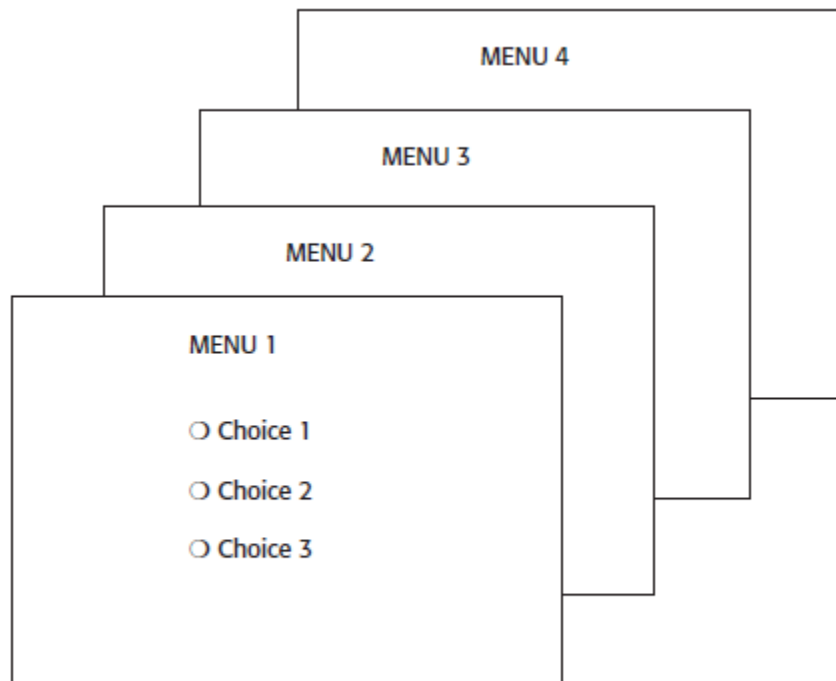 MENU 4
MENU 3
MENU 2
MENU 1
❍ Choice 1
❍ Choice 2
❍ Choice 3